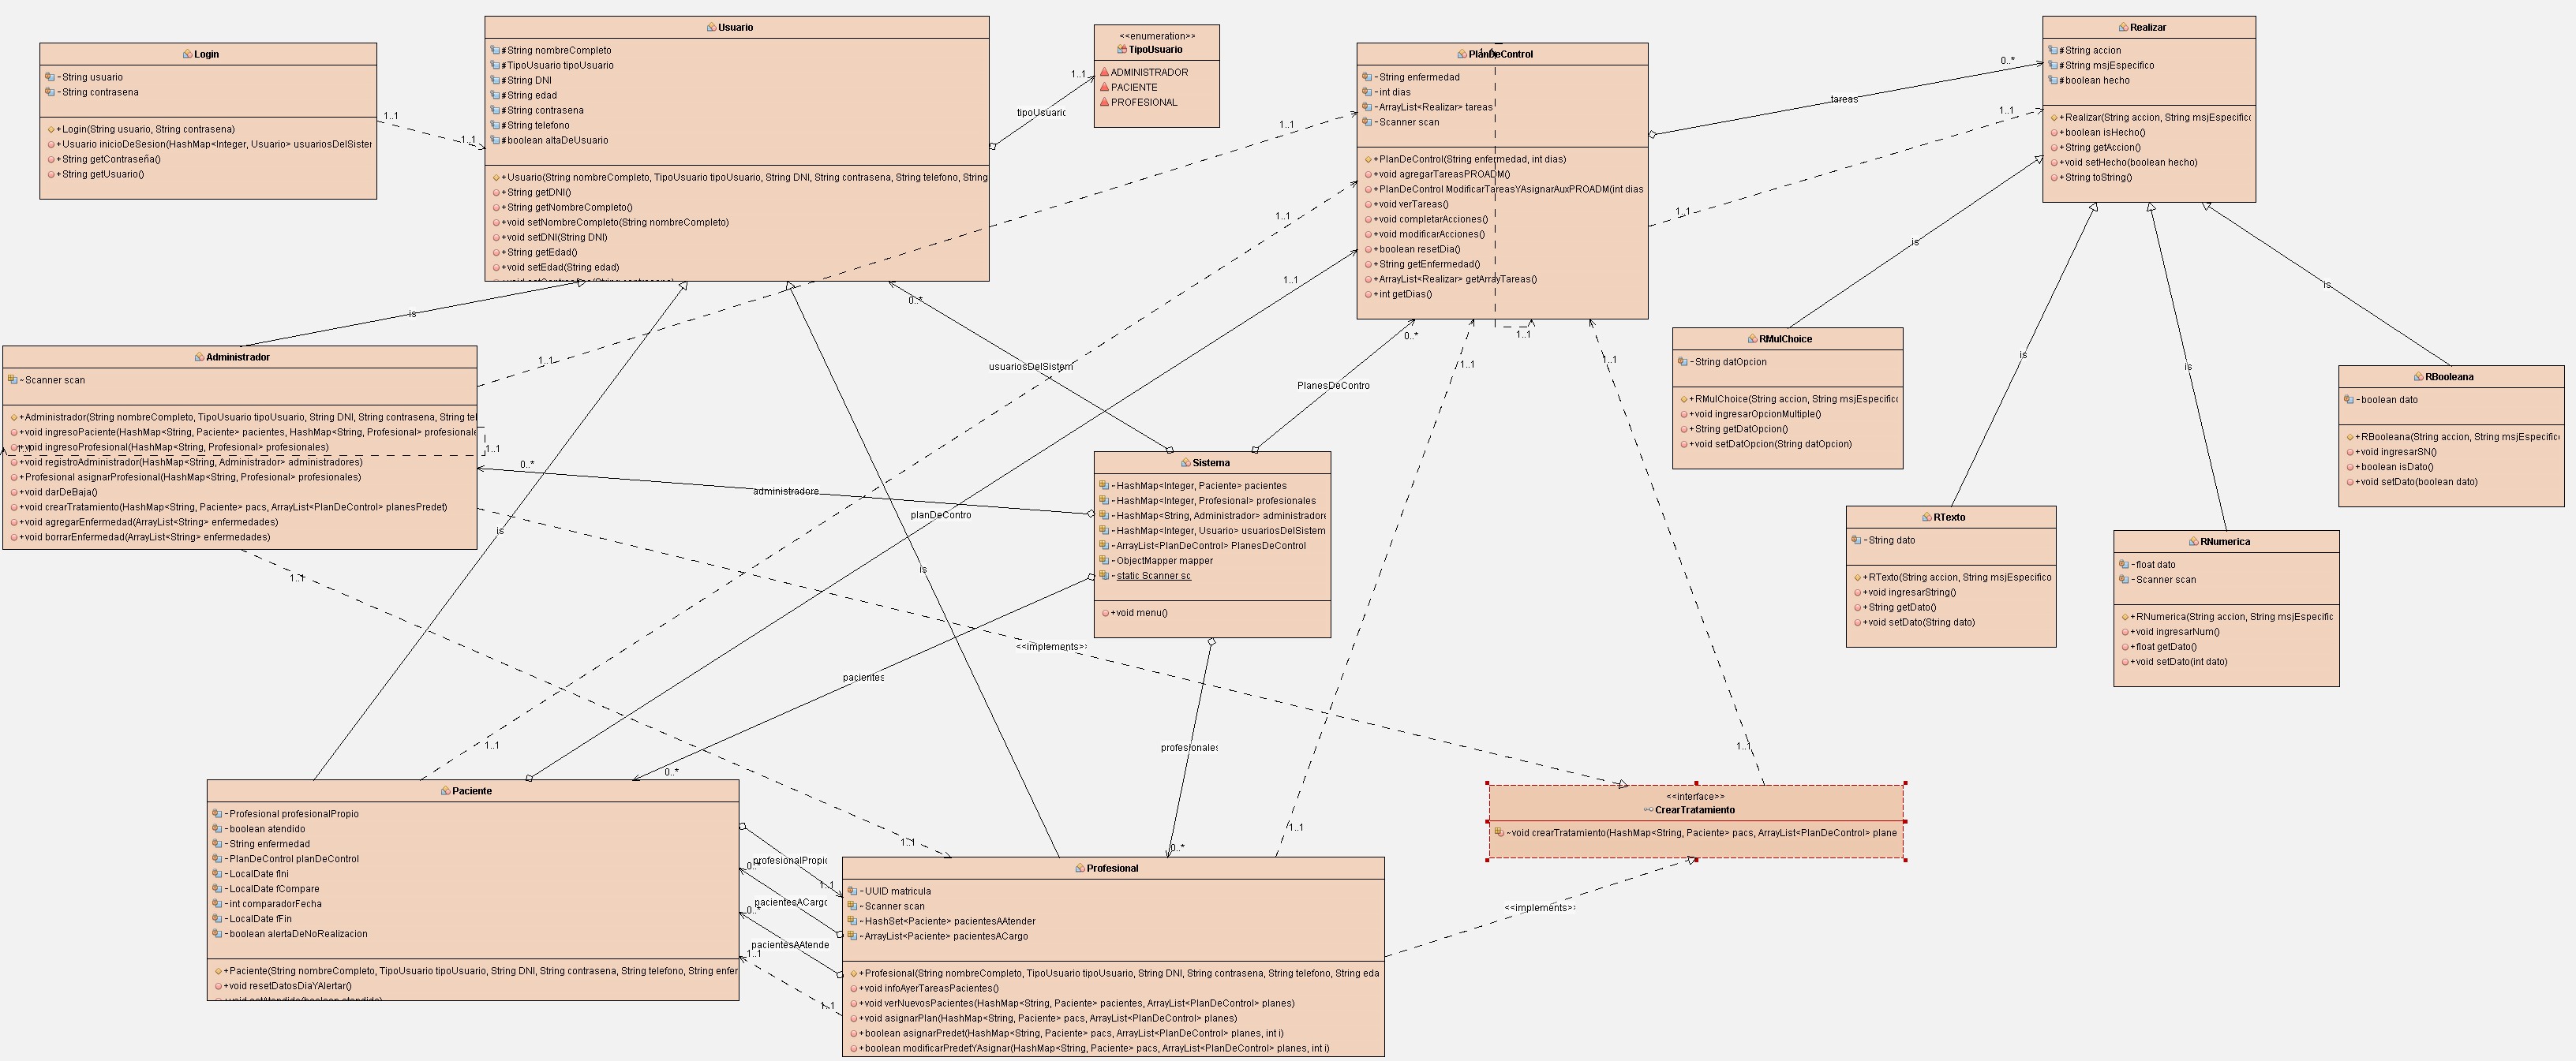 Login
-String usuario
-String contrasena
+Login(String usuario, String contrasena)
+Usuario inicioDeSesion(HashMap<Integer, Usuario> usuariosDelSister
+String getContraseña()
+String getUsuario()
1..1
1..1
Usuario
#String nombreCompleto
#TipoUsuario tipoUsuario
#String DNI
#String edad
#String contrasena
#String telefono
#boolean altaDeUsuario
+Usuario(String nombreCompleto, TipoUsuario tipoUsuario, String DNI, String contrasena, String telefono, String
+String getDNI()
+String getNombreCompleto()
+void setNombreCompleto(String nombreCompleto)
+void setDNI(String DNI)
+String getEdad()
+void setEdad(String edad)
1..1
tipoUsuaric
<<enumeration>>
TipoUsuario
ADMINISTRADOR
PACIENTE
PROFESIONAL
1..1
1..1
1..1
PlanDeControl
-String enfermedad
-int dias
-ArrayList<Realizar> tareas
-Scanner scan
+PlanDeControl(String enfermedad, int dias)
+void agregarTareasPROADM()
+PlanDeControl ModificarTareasYAsignarAuxPROADM(int dias
+void verTareas()
+void completarAcciones()
+void modificarAcciones()
+boolean resetDia()
+String getEnfermedad()
+ArrayList<Realizar> getArrayTareas()
+int getDias()
0..*
tareas
1..1
1..1
Realizar
#String accion
#String msjEspecifico
#boolean hecho
+Realizar(String accion, String msjEspecific
+boolean isHecho()
+String getAccion()
+void setHecho(boolean hecho)
+String toString()
is
is
is
is
0..*
is
1..1
usuariosDelSistem
PlanesDeContro
0..*
1..1
1..1
1..1
Administrador
~Scanner scan
+Administrador(String nombreCompleto, TipoUsuario tipoUsuario, String DNI, String contrasena, String tel
+void ingresoPaciente(HashMap<String, Paciente> pacientes, HashMap<String, Profesional> profesionale
+void ingresoProfesional(HashMap<String, Profesional> profesionales)
+void registroAdministrador(HashMap<String, Administrador> administradores)
+Profesional asignarProfesional(HashMap<String, Profesional> profesionales)
+void darDeBaja()
+void crearTratamiento(HashMap<String, Paciente> pacs, ArrayList<PlanDeControl> planesPredet)
+void agregarEnfermedad(ArrayList<String> enfermedades)
+void borrarEnfermedad(ArrayList<String> enfermedades)
1..1
0..*
administradore
planDeContro
is
is
1..1
Sistema
~HashMap<Integer, Paciente> pacientes
~HashMap<Integer, Profesional> profesionales
~HashMap<String, Administrador> administradore
~HashMap<Integer, Usuario> usuariosDelSistem
~ArrayList<PlanDeControl> PlanesDeControl
~ObjectMapper mapper
~static Scanner sc
+void menu()
RMulChoice
-String datOpcion
+RMulChoice(String accion, String msjEspecific
+void ingresarOpcionMultiple()
+String getDatOpcion()
+void setDatOpcion(String datOpcion)
RBooleana
-boolean dato
+RBooleana(String accion, String msjEspecific
+void ingresarSN()
+boolean isDato()
+void setDato(boolean dato)
RTexto
-String dato
+RTexto(String accion, String msjEspecifico
+void ingresarString()
+String getDato()
+void setDato(String dato)
RNumerica
-float dato
-Scanner scan
+RNumerica(String accion, String msjEspecific
+void ingresarNum()
+float getDato()
+void setDato(int dato)
<<implements>
pacientes
profesionales
1..1
1..1
0..*
Paciente
-Profesional profesionalPropio
-boolean atendido
-String enfermedad
-PlanDeControl planDeControl
-LocalDate fIni
-LocalDate fCompare
-int comparadorFecha
-LocalDate fFin
-boolean alertaDeNoRealizacion
+Paciente(String nombreCompleto, TipoUsuario tipoUsuario, String DNI, String contrasena, String telefono, String enfer
+void resetDatosDiaYAlertar()
profesionalPropic
1..1
0..*
pacientesACargc
0..*
pacientesAAtende
1..1
1..1
1..1
0..*
1..1
Profesional
-UUID matricula
~Scanner scan
~HashSet<Paciente> pacientesAAtender
~ArrayList<Paciente> pacientesACargo
+Profesional(String nombreCompleto, TipoUsuario tipoUsuario, String DNI, String contrasena, String telefono, String eda
+void infoAyerTareasPacientes()
+void verNuevosPacientes(HashMap<String, Paciente> pacientes, ArrayList<PlanDeControl> planes)
+void asignarPlan(HashMap<String, Paciente> pacs, ArrayList<PlanDeControl> planes)
+boolean asignarPredet(HashMap<String, Paciente> pacs, ArrayList<PlanDeControl> planes, int i)
+boolean modificarPredetYAsignar(HashMap<String, Paciente> pacs, ArrayList<PlanDeControl> planes, int i)
<<interface>>
CrearTratamiento
~void crearTratamiento(HashMap<String, Paciente> pacs, ArrayList<PlanDeControl> plane
<<implements>